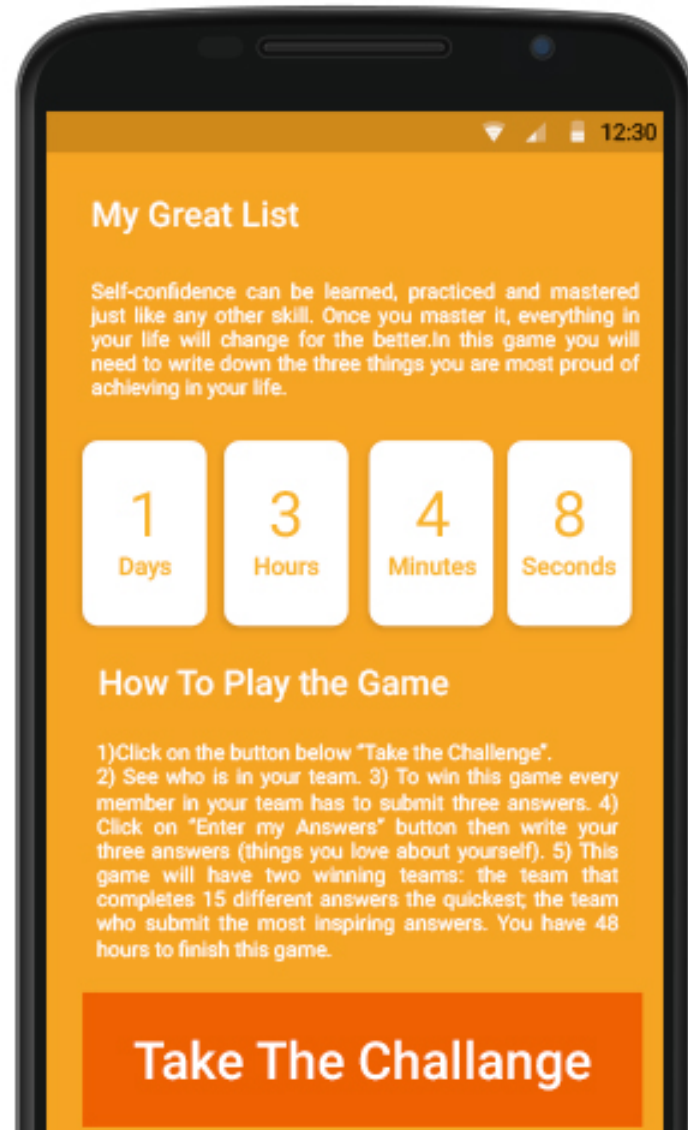 12:30
My Great List
Self-confidence can be learned, practiced and mastered
just like any other skill. Once you master it, everything in
your life will change for the better.In this game you will
need to write down the three things you are most proud of
achieving in your life.
1
Days
3
Hours
4
Minutes
8
Seconds
How To Play the Game
1)Click on the button below “Take the Challenge”.
2) See who is in your team. 3) To win this game every
member in your team has to submit three answers. 4)
Click on “Enter my Answers” button then write your
three answers (things you love about yourself). 5) This
game will have two winning teams: the team that
completes 15 different answers the quickest; the team
who submit the most inspiring answers. You have 48
hours to finish this game.
Take The Challange